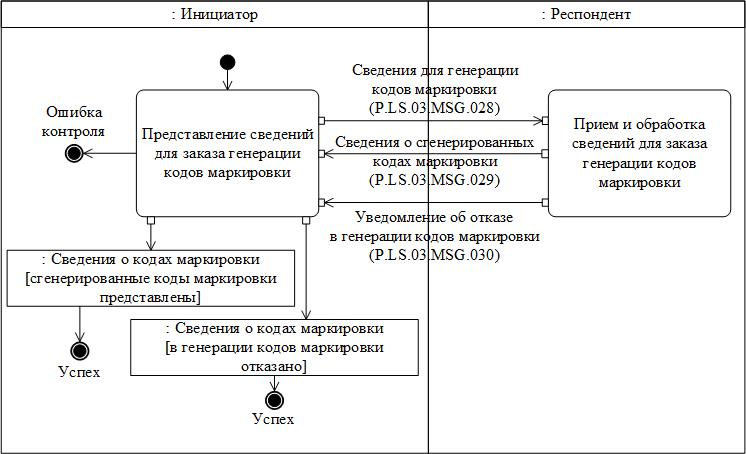 : Инициатор
: Респондент
Сведения для генерации
кодов маркировки
(P.LS.03.MSG.028)
Ошибка
контроля
Представление сведений
для заказа генерации
кодов маркировки
Прием и обработка
сведений для заказа
генерации кодов
маркировки
Сведения о сгенерированных
кодах маркировки
(P.LS.03.MSG.029)
Уведомление об отказе
в генерации кодов маркировки
(P.LS.03.MSG.030)
: Сведения о кодах маркировки
[сгенерированные коды маркировки
представлены]
: Сведения о кодах маркировки
[в генерации кодов маркировки
отказано]
Успех
Успех